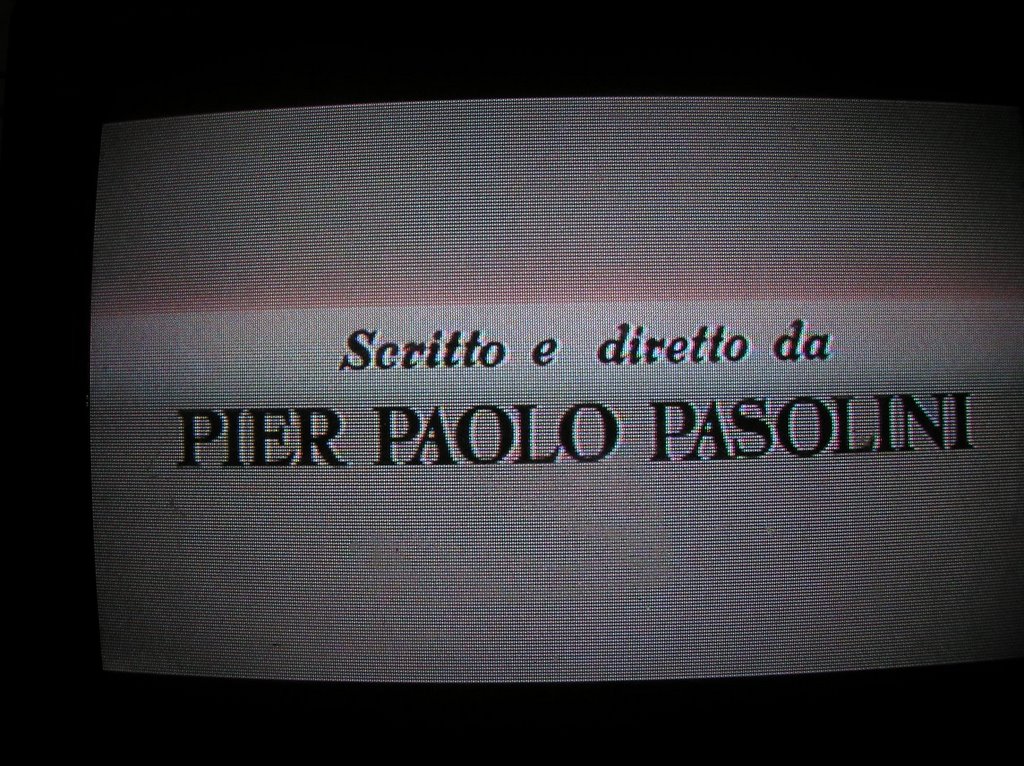 Scritto e diretto da
PIER PAOLO PASOLINI